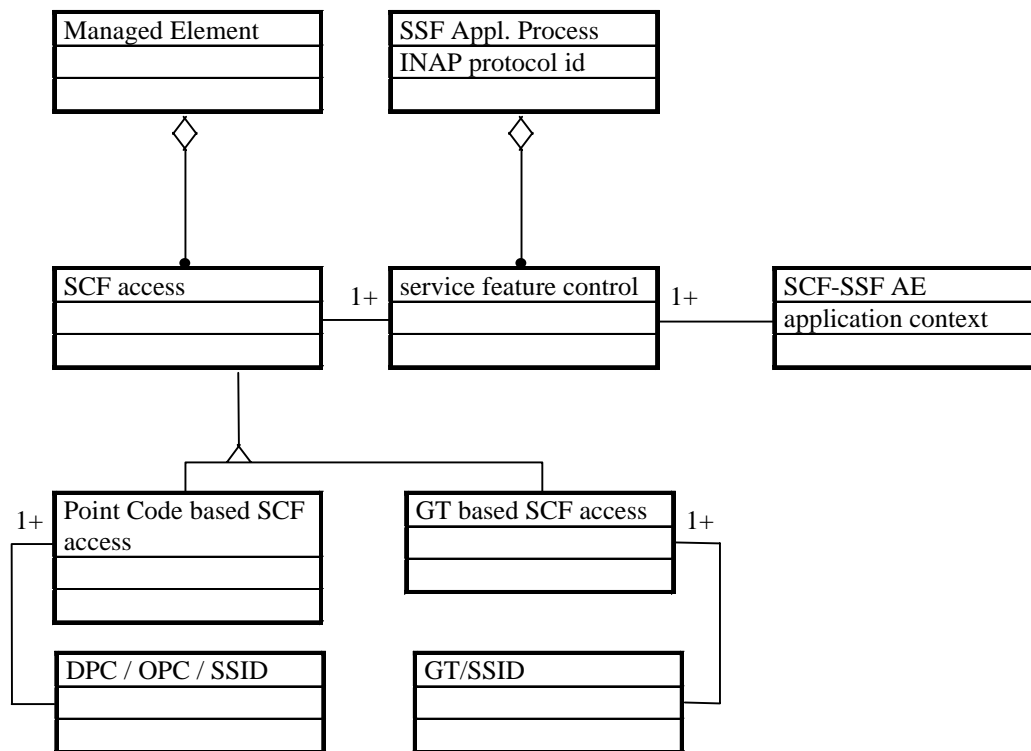 Managed Element
SSF Appl. Process
INAP protocol id
SCF access
1+
service feature control
1+
SCF-SSF AE
application context
1+
Point Code based SCF
access
GT based SCF access
1+
DPC / OPC / SSID
GT/SSID